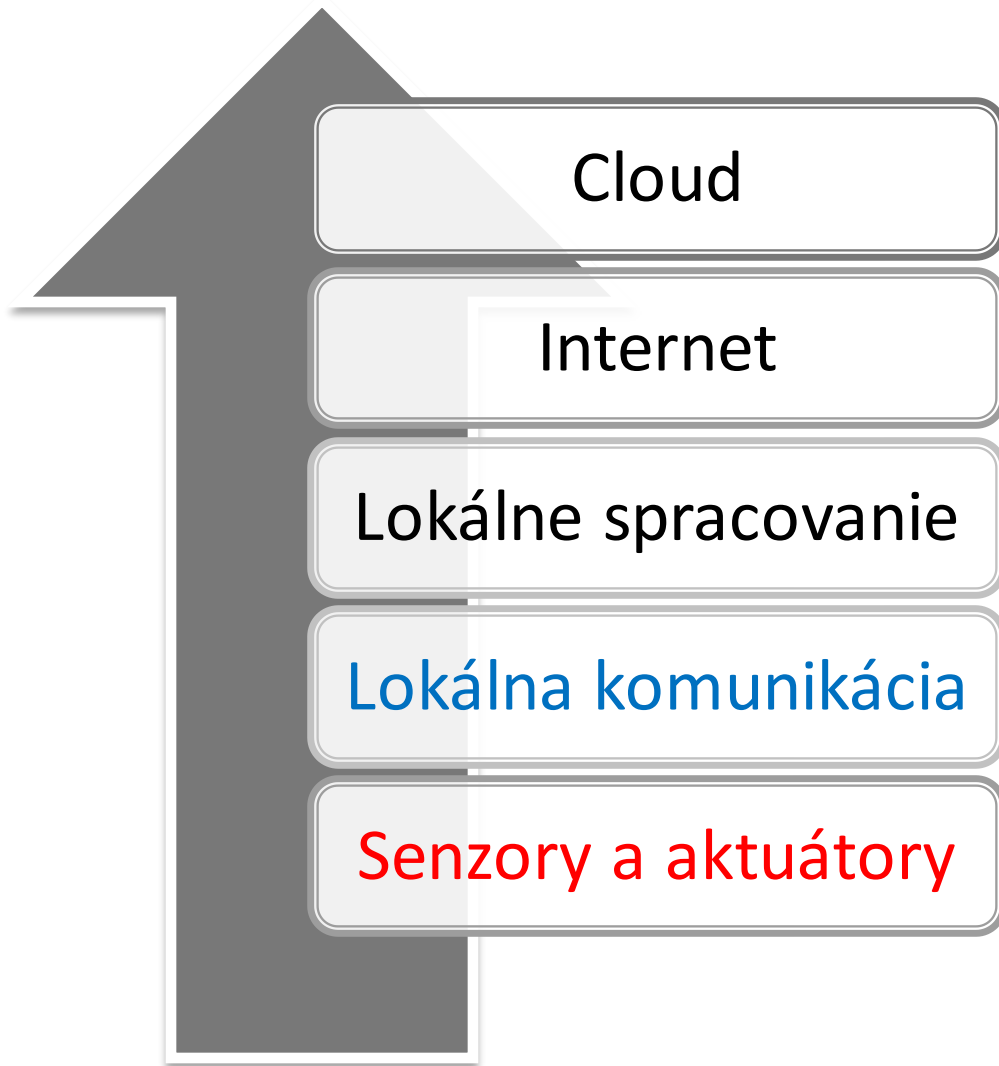 Cloud
Internet
Lokálne spracovanie
Lokálna komunikácia
Senzory a aktuátory